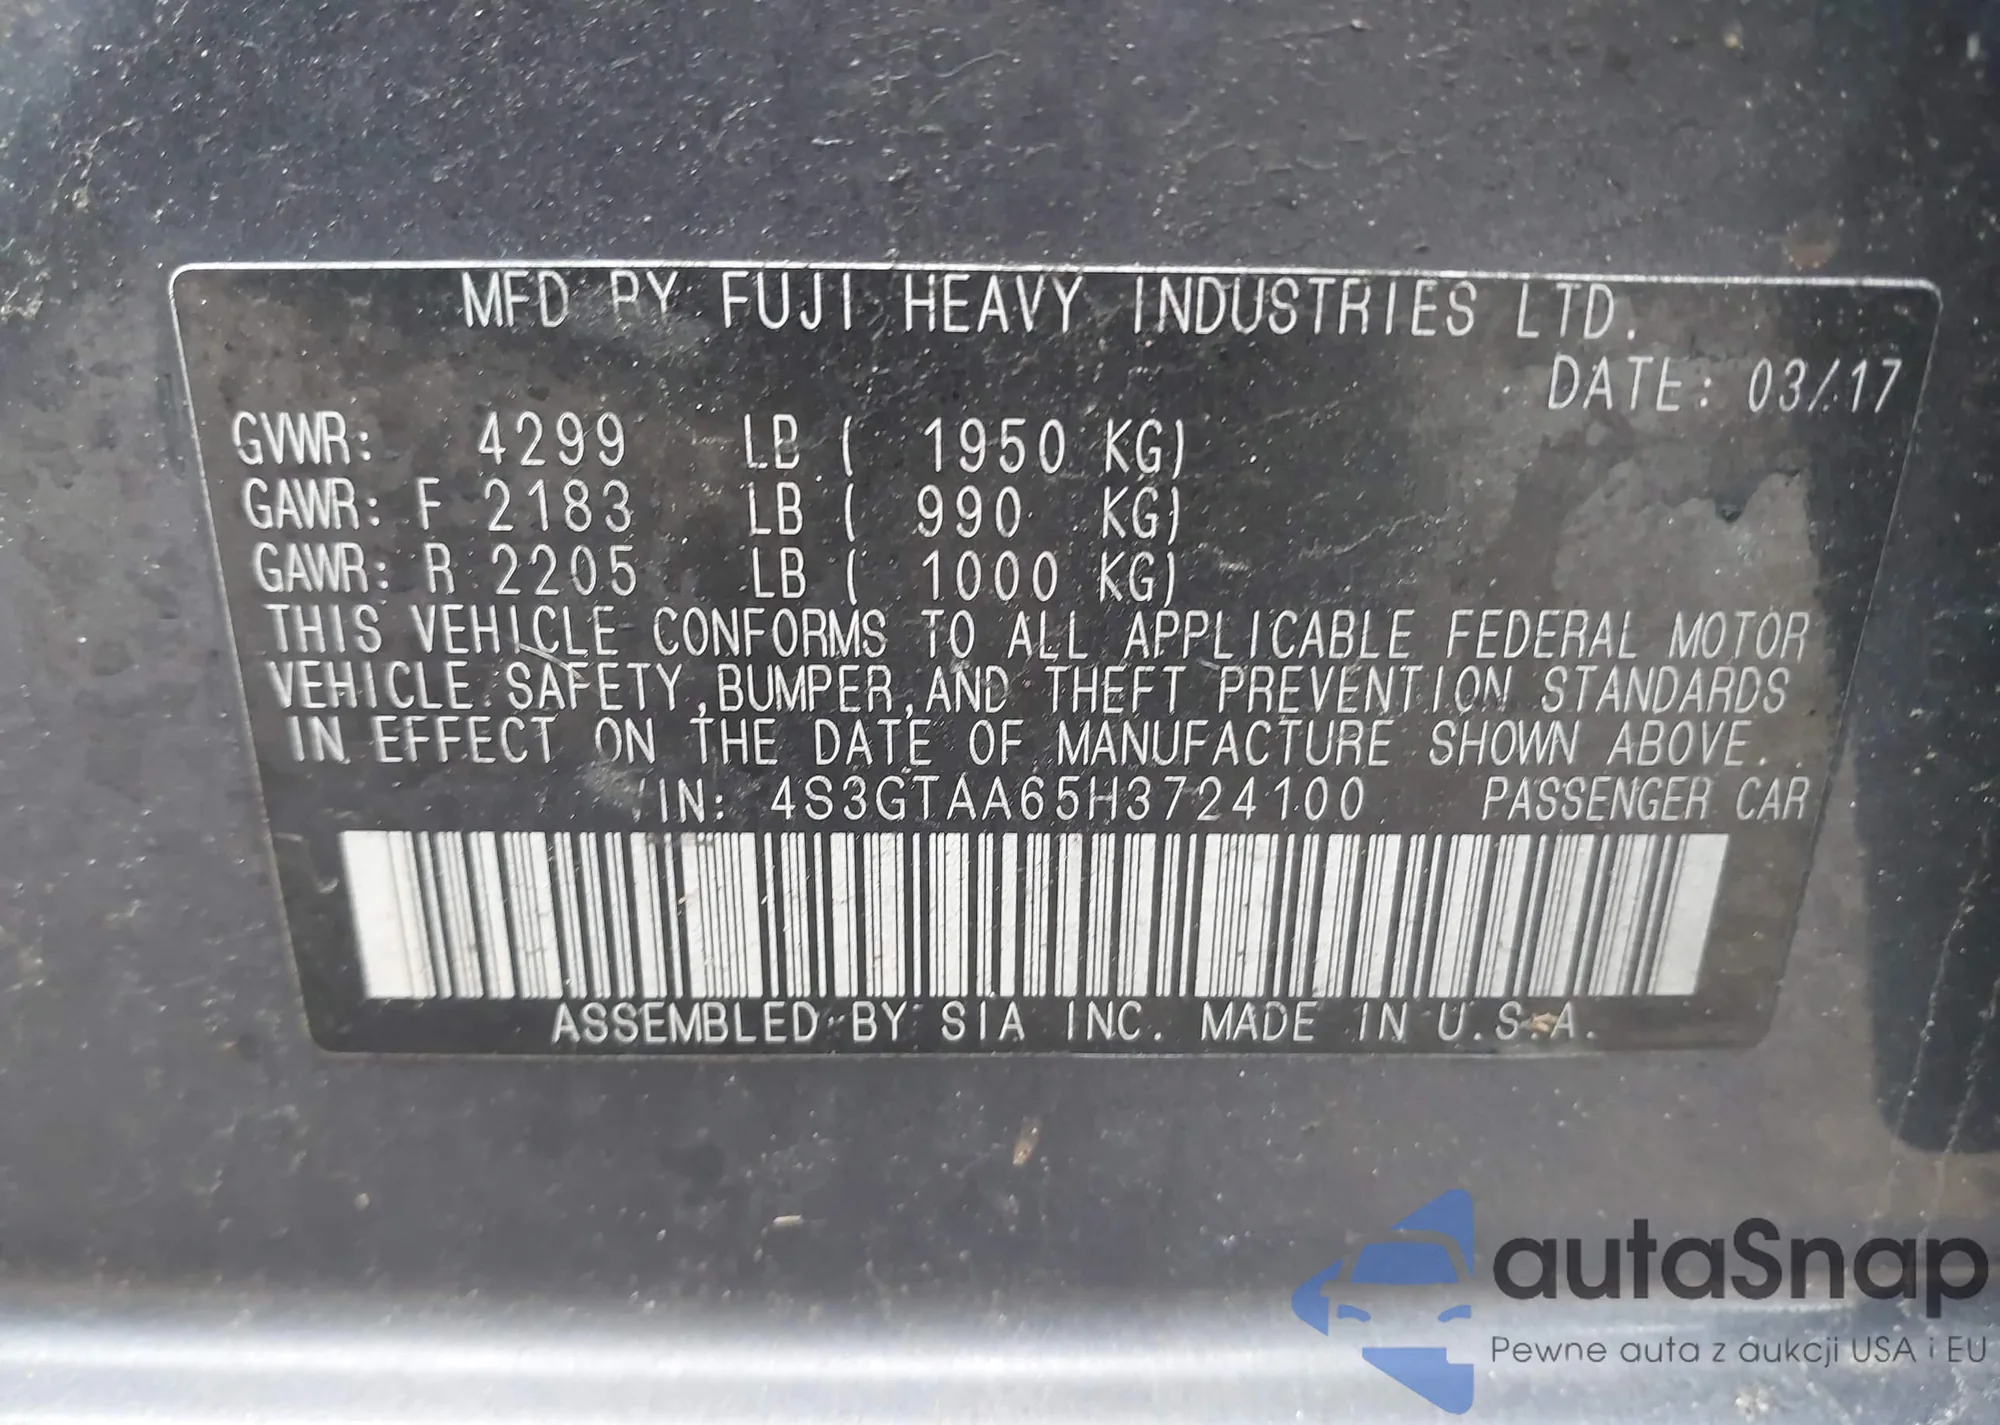 MFD BY FUJI HEAVY INDUSTRIES LTD.
DATE: 03/17
GVWR: 4299 LB ( 1950 KG)
GAWR: F 2183 LB ( 990 KG)
GAWR: R 2205 LB ( 1000 KG)
THIS VEHICLE CONFORMS TO ALL APPLICABLE FEDERAL MOTOR
VEHICLE SAFETY,BUMPER,AND THEFT PREVENTION STANDARDS
IN EFFECT ON THE DATE OF MANUFACTURE SHOWN ABOVE.
VIN: 4S3GTAA65H3724100 PASSENGER CAR
ASSEMBLED BY SIA INC. MADE IN U.S.A.
autaSnap
Pewne auta z aukcji USA i EU